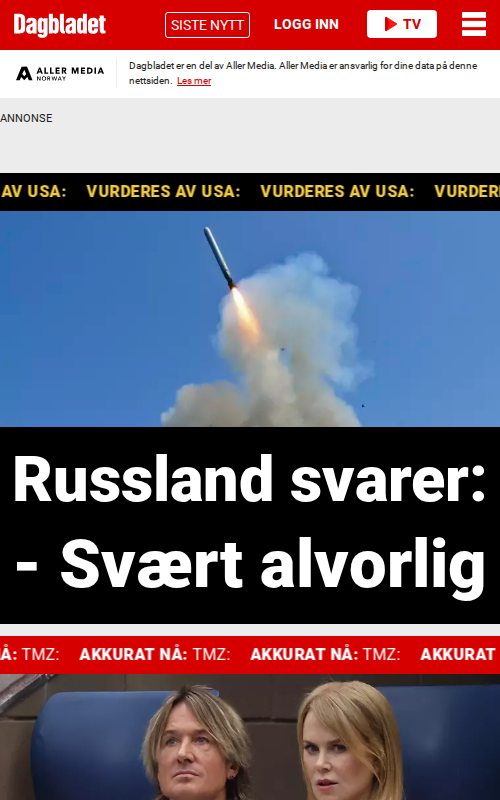 Dagbladet
SISTE NYTT
LOGG INN
TV
ALLER MEDIA
NORWAY
Dagbladet er en del av Aller Media. Aller Media er ansvarlig for dine data på denne
nettsiden. Les mer
ANNONSE
AV USA: VURDERES AV USA: VURDERES AV USA: VURDER
Russland svarer:
- Svært alvorlig
Å: TMZ: AKKURAT NÅ: TMZ: AKKURAT NÅ: TMZ: AKKURAT